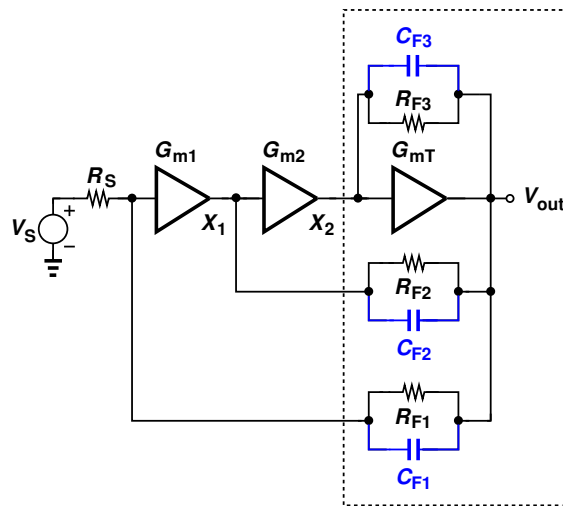 C_F3
R_F3
G_m1 G_m2 G_mT
R_S
V_S + − X_1 X_2 V_out
R_F2
C_F2
R_F1
C_F1